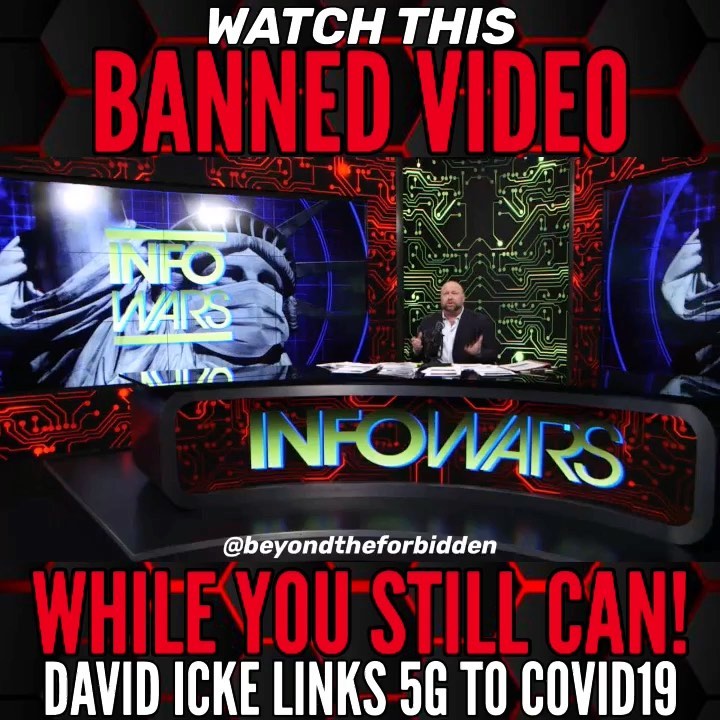 WATCH THIS
BANNED VIDEO
INFO
WARS
INFOWARS
@beyondtheforbidden
WHILE YOU STILL CAN!
DAVID ICKE LINKS 5G TO COVID19